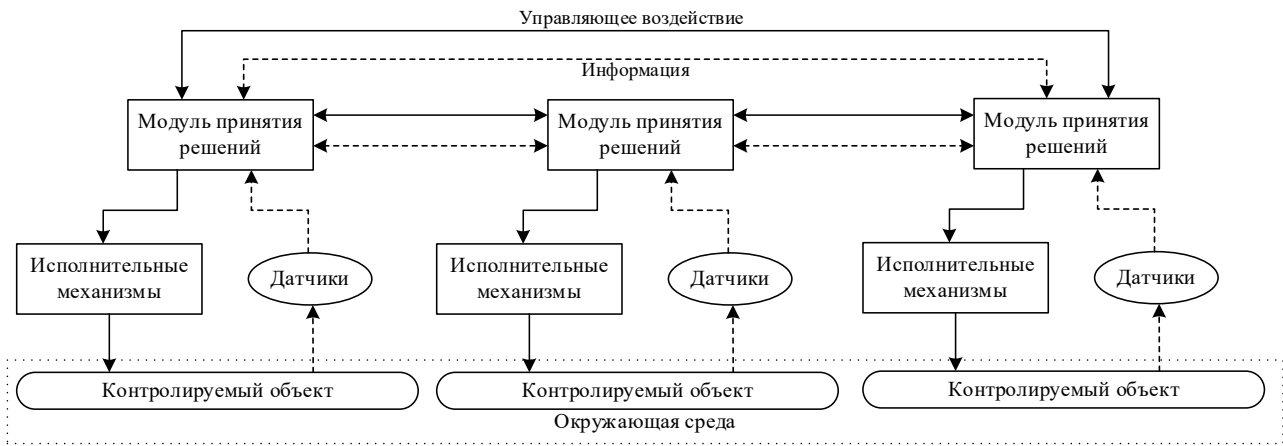 Управляющее воздействие
Информация
Модуль принятия
решений
Модуль принятия
решений
Модуль принятия
решений
Исполнительные
механизмы
Датчики
Исполнительные
механизмы
Датчики
Исполнительные
механизмы
Датчики
Контролируемый объект
Контролируемый объект
Контролируемый объект
Окружающая среда